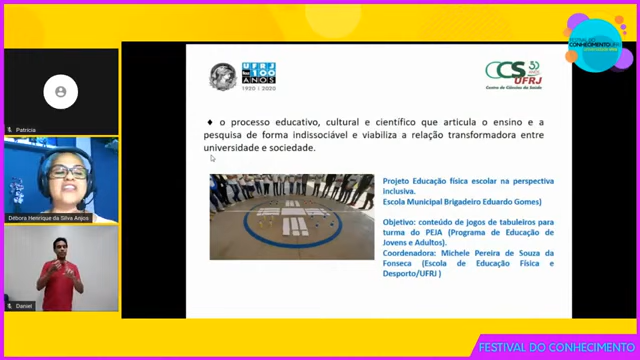 FESTIVAL DO
CONHECIMENTO
UFRJ
100
ANOS
1920 | 2020
CCS
UFRJ
Centro de Ciências da Saúde
♦ o processo educativo, cultural e científico que articula o ensino e a
pesquisa de forma indissociável e viabiliza a relação transformadora entre
universidade e sociedade.
Patrícia
Projeto Educação física escolar na perspectiva
inclusiva.
Escola Municipal Brigadeiro Eduardo Gomes)
Débora Henrique da Silva Anjos
Objetivo: conteúdo de jogos de tabuleiros para
turma do PEJA (Programa de Educação de
Jovens e Adultos).
Coordenadora: Michele Pereira de Souza da
Fonseca (Escola de Educação Física e
Desporto/UFRJ )
Daniel
FESTIVAL DO CONHECIMENTO